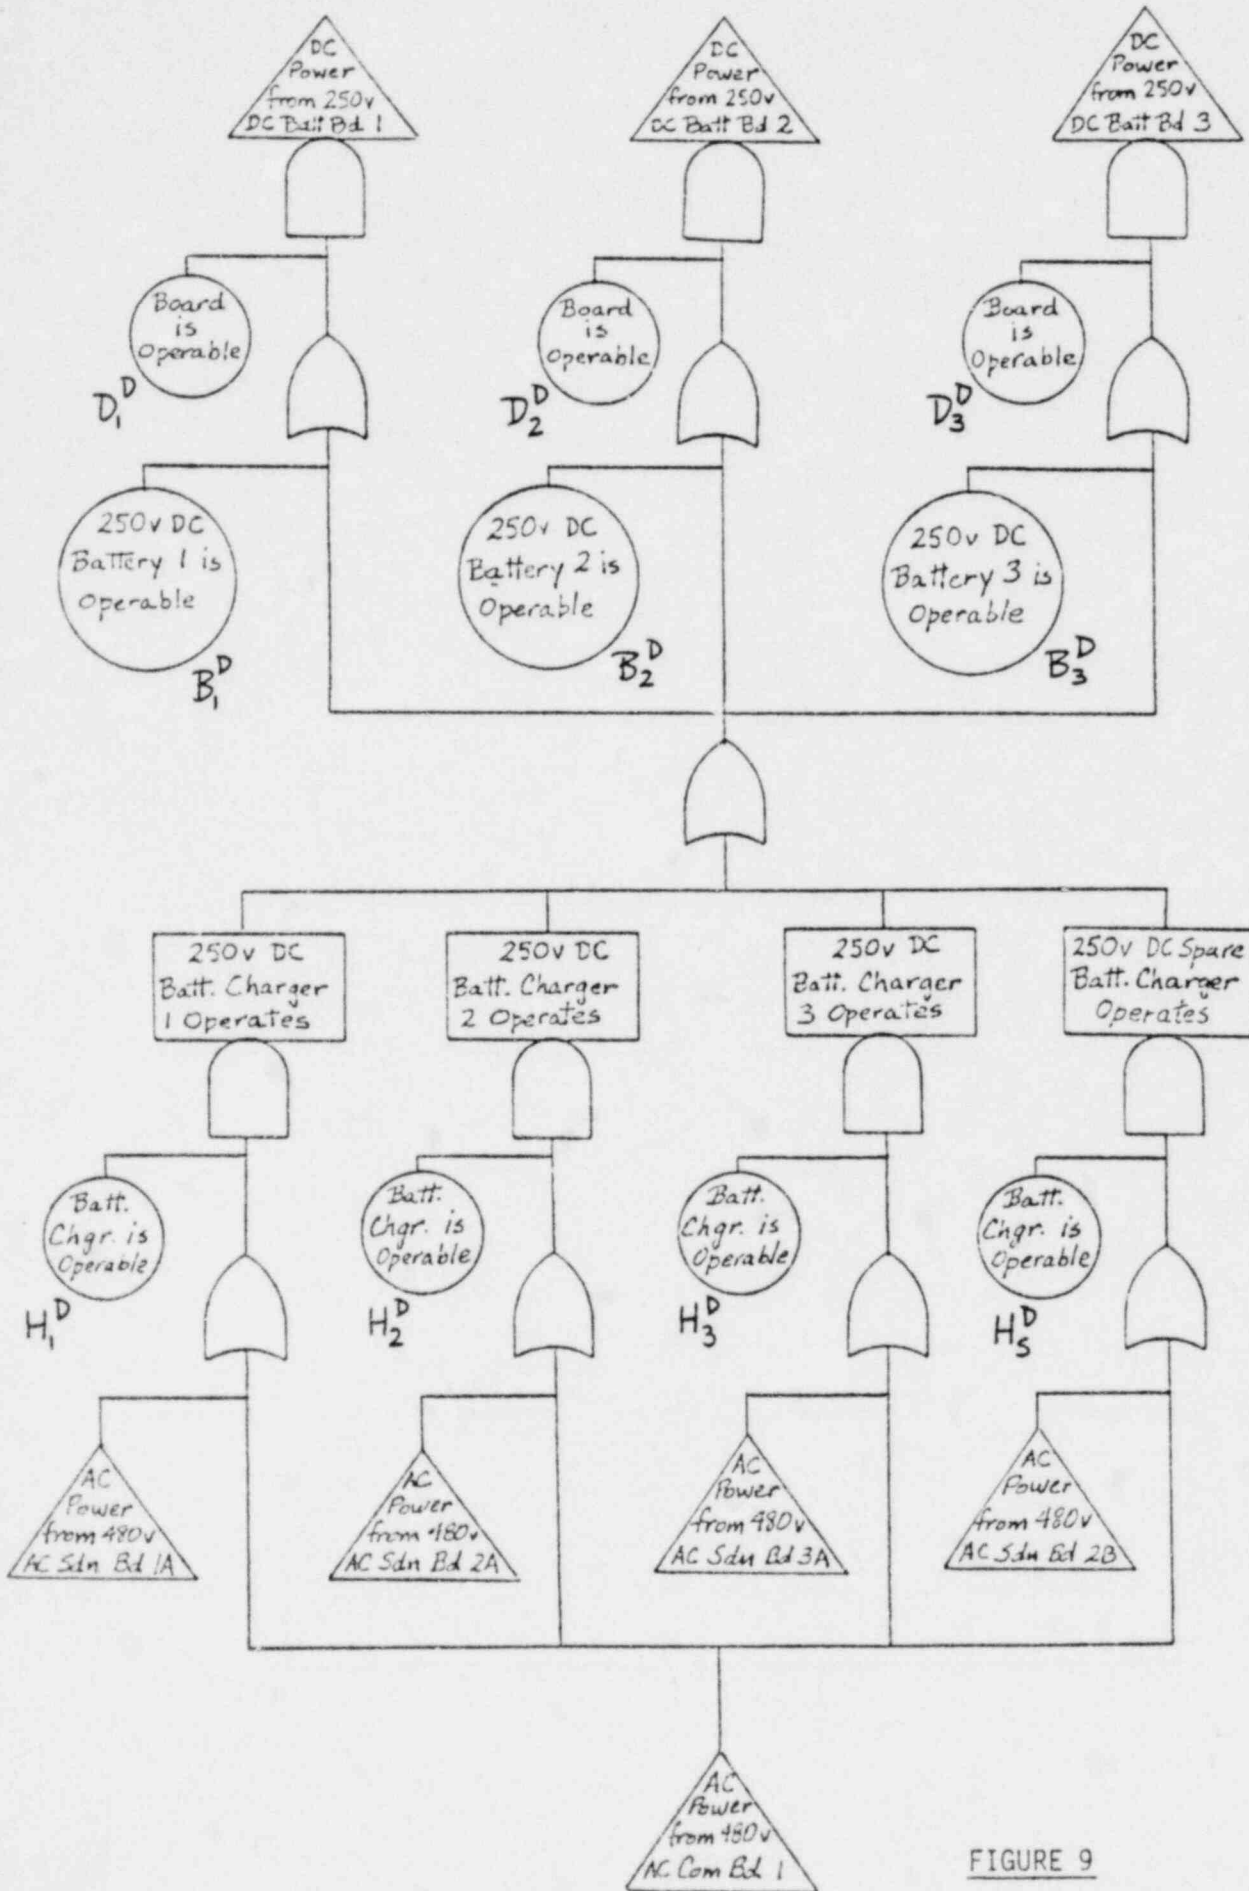 DC
Power
from 250v
DC Batt Bd 1
DC
Power
from 250v
DC Batt Bd 2
DC
Power
from 250v
DC Batt Bd 3
Board
is
Operable
D₁ᴰ
Board
is
Operable
D₂ᴰ
Board
is
Operable
D₃ᴰ
250v DC
Battery 1 is
Operable
B₁ᴰ
250v DC
Battery 2 is
Operable
B₂ᴰ
250v DC
Battery 3 is
Operable
B₃ᴰ
250v DC
Batt. Charger
1 Operates
250v DC
Batt. Charger
2 Operates
250v DC
Batt. Charger
3 Operates
250v DC Spare
Batt. Charger
Operates
Batt.
Chgr. is
Operable
H₁ᴰ
Batt.
Chgr. is
Operable
H₂ᴰ
Batt.
Chgr. is
Operable
H₃ᴰ
Batt.
Chgr. is
Operable
H_Sᴰ
AC
Power
from 480v
AC Sdn Bd 1A
AC
Power
from 480v
AC Sdn Bd 2A
AC
Power
from 480v
AC Sdn Bd 3A
AC
Power
from 480v
AC Sdn Bd 2B
AC
Power
from 480v
AC Com Bd 1
FIGURE 9